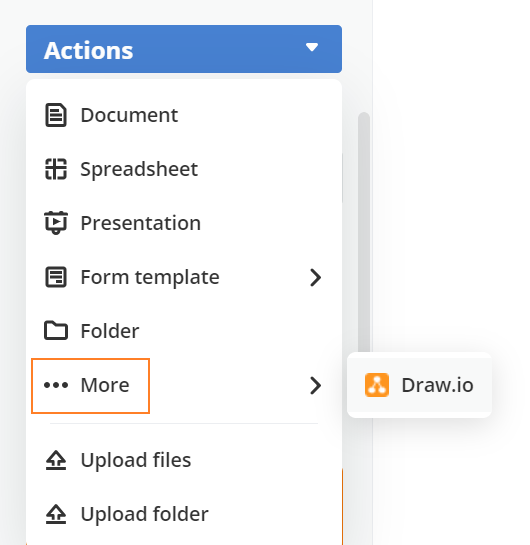 Actions
Document
Spreadsheet
Presentation
Form template
Folder
More
Draw.io
Upload files
Upload folder